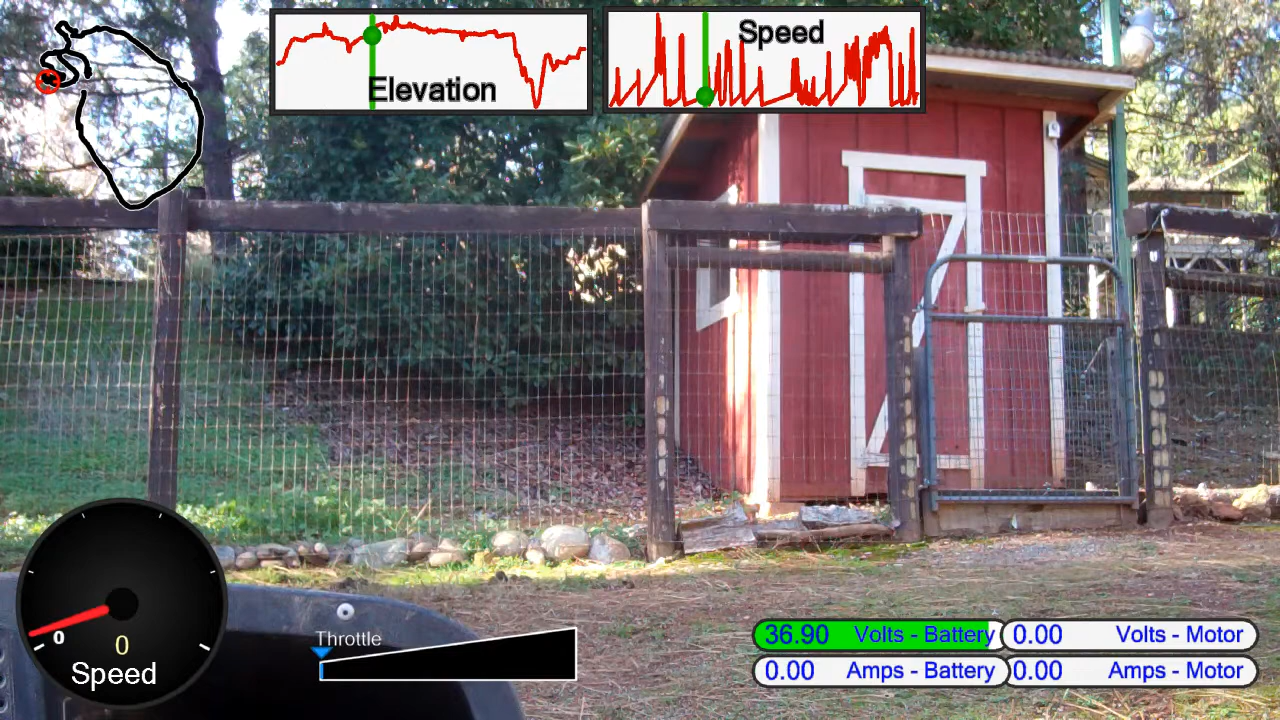 Elevation
Speed
0
0
Speed
Throttle
36.90 Volts - Battery
0.00 Volts - Motor
0.00 Amps - Battery
0.00 Amps - Motor